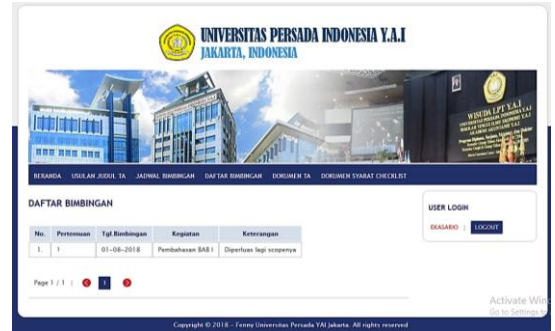 UNIVERSITAS PERSADA INDONESIA Y.A.I
JAKARTA, INDONESIA
WISUDA LPT Y.A.I
BERANDA USULAN JUDUL TA JADWAL BIMBINGAN DAFTAR BIMBINGAN DOKUMEN TA DOKUMEN SYARAT CHECKLIST
DAFTAR BIMBINGAN
USER LOGIN
EKASARIO | LOGOUT
No. Pertemuan Tgl.Bimbingan Kegiatan Keterangan
1. 1 01-08-2018 Pembahasan BAB I Diperluas lagi scopenya
Page 1 / 1 | 1
Activate Win
Go to Settings to
Copyright © 2018 - Fenny Universitas Persada YAI Jakarta. All rights reserved